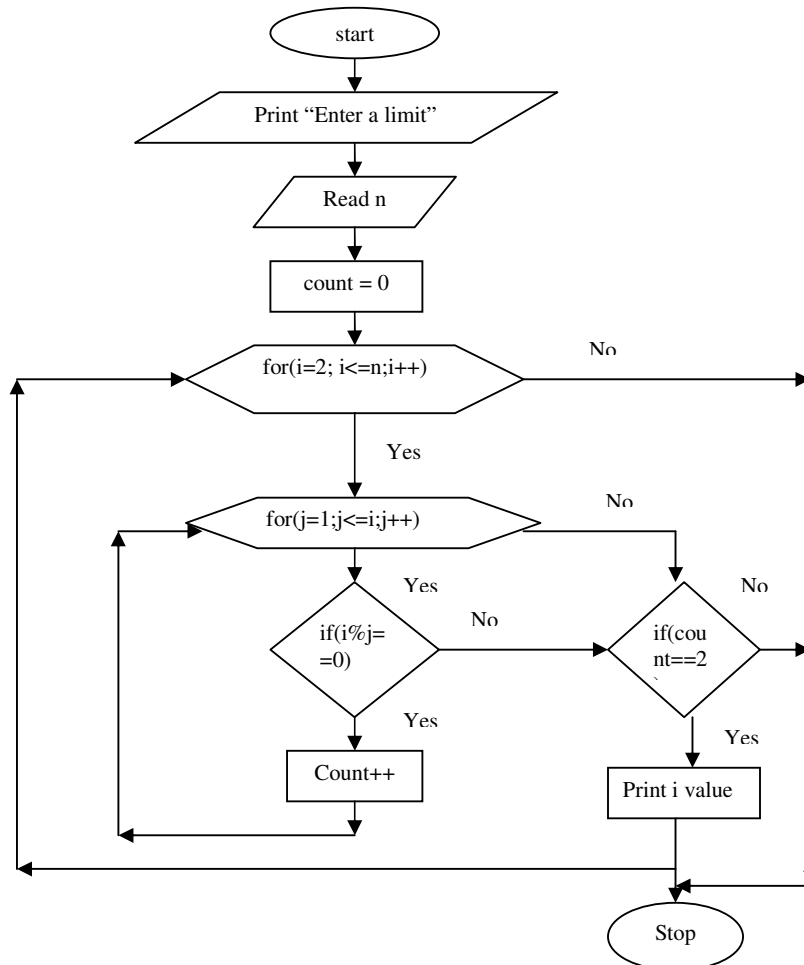 start
Print “Enter a limit”
Read n
count = 0
for(i=2; i<=n;i++)
No
Yes
for(j=1;j<=i;j++)
No
Yes
No
if(i%j=
=0)
No
if(cou
nt==2
Yes
Yes
Count++
Print i value
Stop